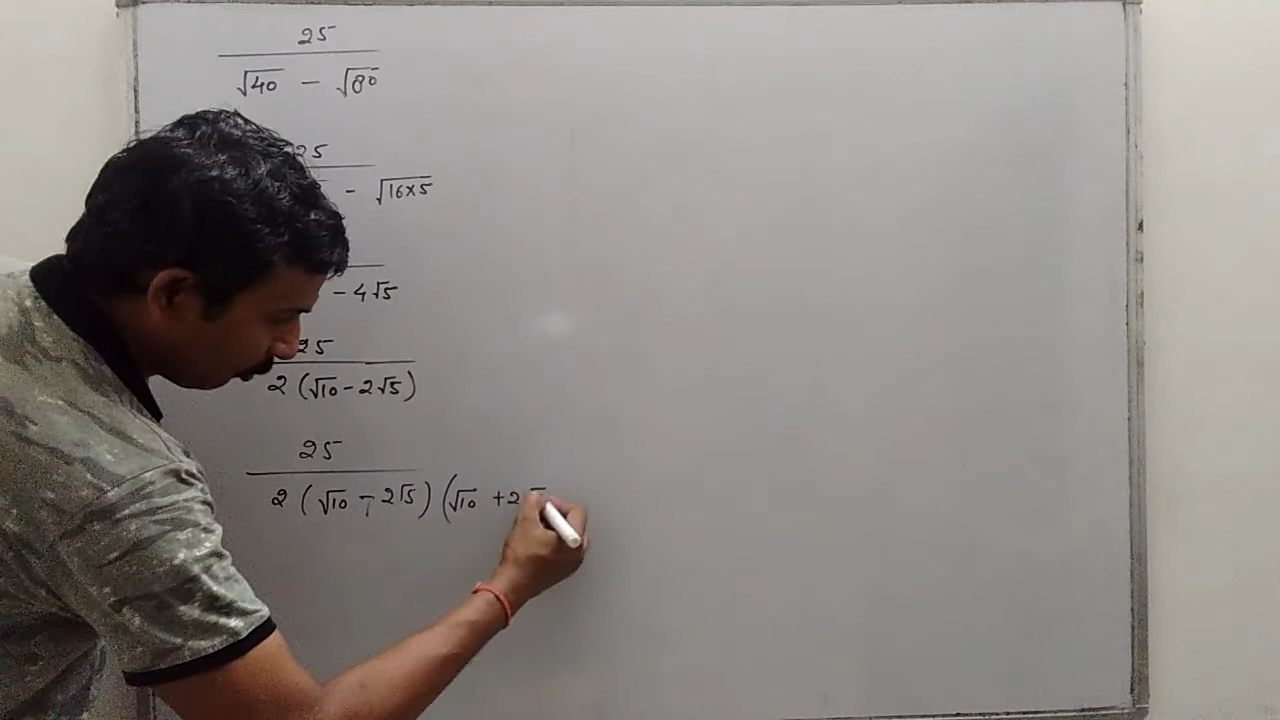 25
√40 - √80
25
- √16×5
- 4√5
25
2 (√10 - 2√5)
25
2 (√10 - 2√5) (√10 + 2